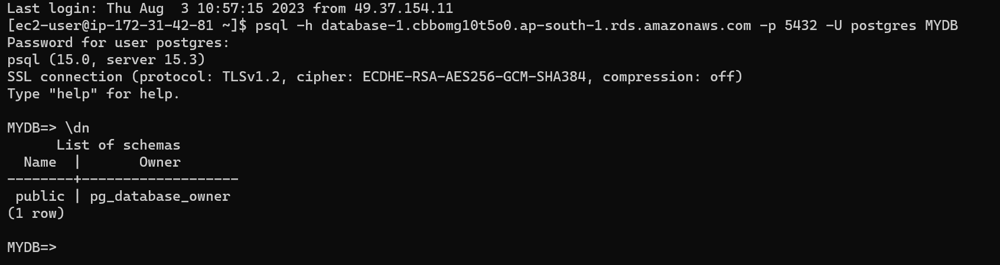 Last login: Thu Aug  3 10:57:15 2023 from 49.37.154.11
[ec2-user@ip-172-31-42-81 ~]$ psql -h database-1.cbbomg10t5o0.ap-south-1.rds.amazonaws.com -p 5432 -U postgres MYDB
Password for user postgres:
psql (15.0, server 15.3)
SSL connection (protocol: TLSv1.2, cipher: ECDHE-RSA-AES256-GCM-SHA384, compression: off)
Type "help" for help.

MYDB=> \dn
      List of schemas
  Name  |       Owner
--------+-------------------
 public | pg_database_owner
(1 row)

MYDB=>